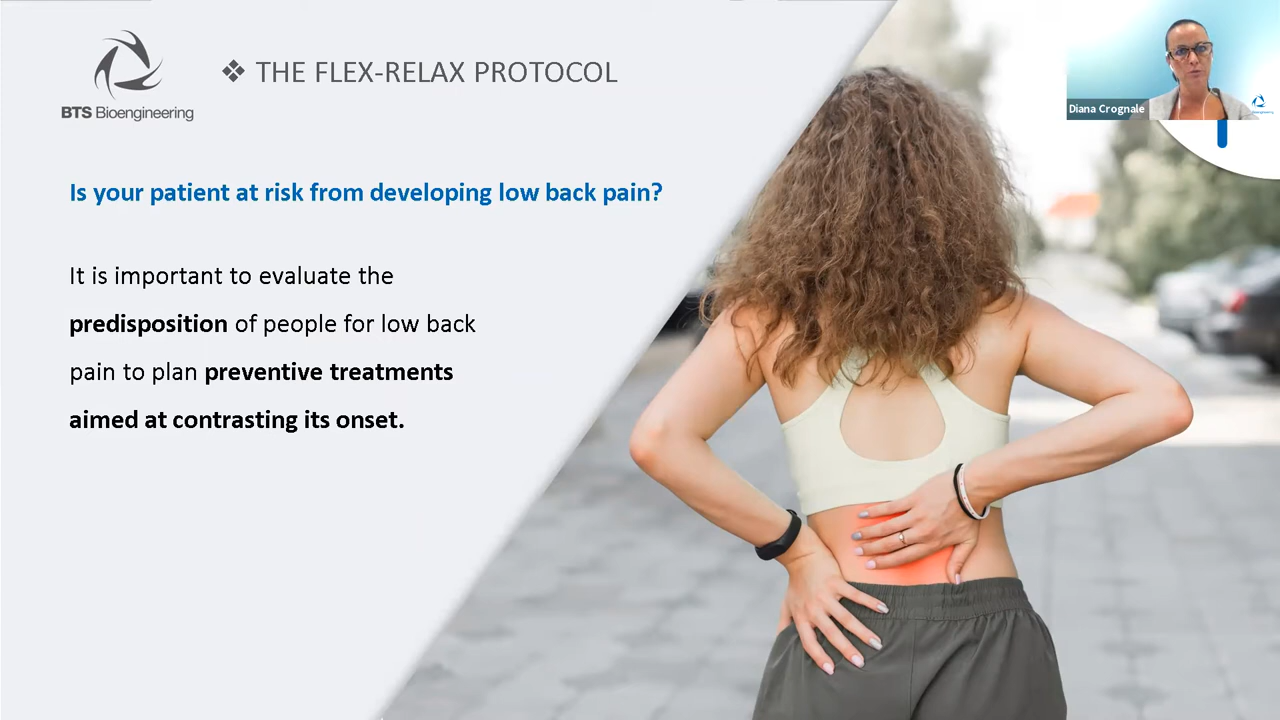 BTS Bioengineering
❖ THE FLEX-RELAX PROTOCOL
Diana Crognale
Is your patient at risk from developing low back pain?
It is important to evaluate the
predisposition of people for low back
pain to plan preventive treatments
aimed at contrasting its onset.